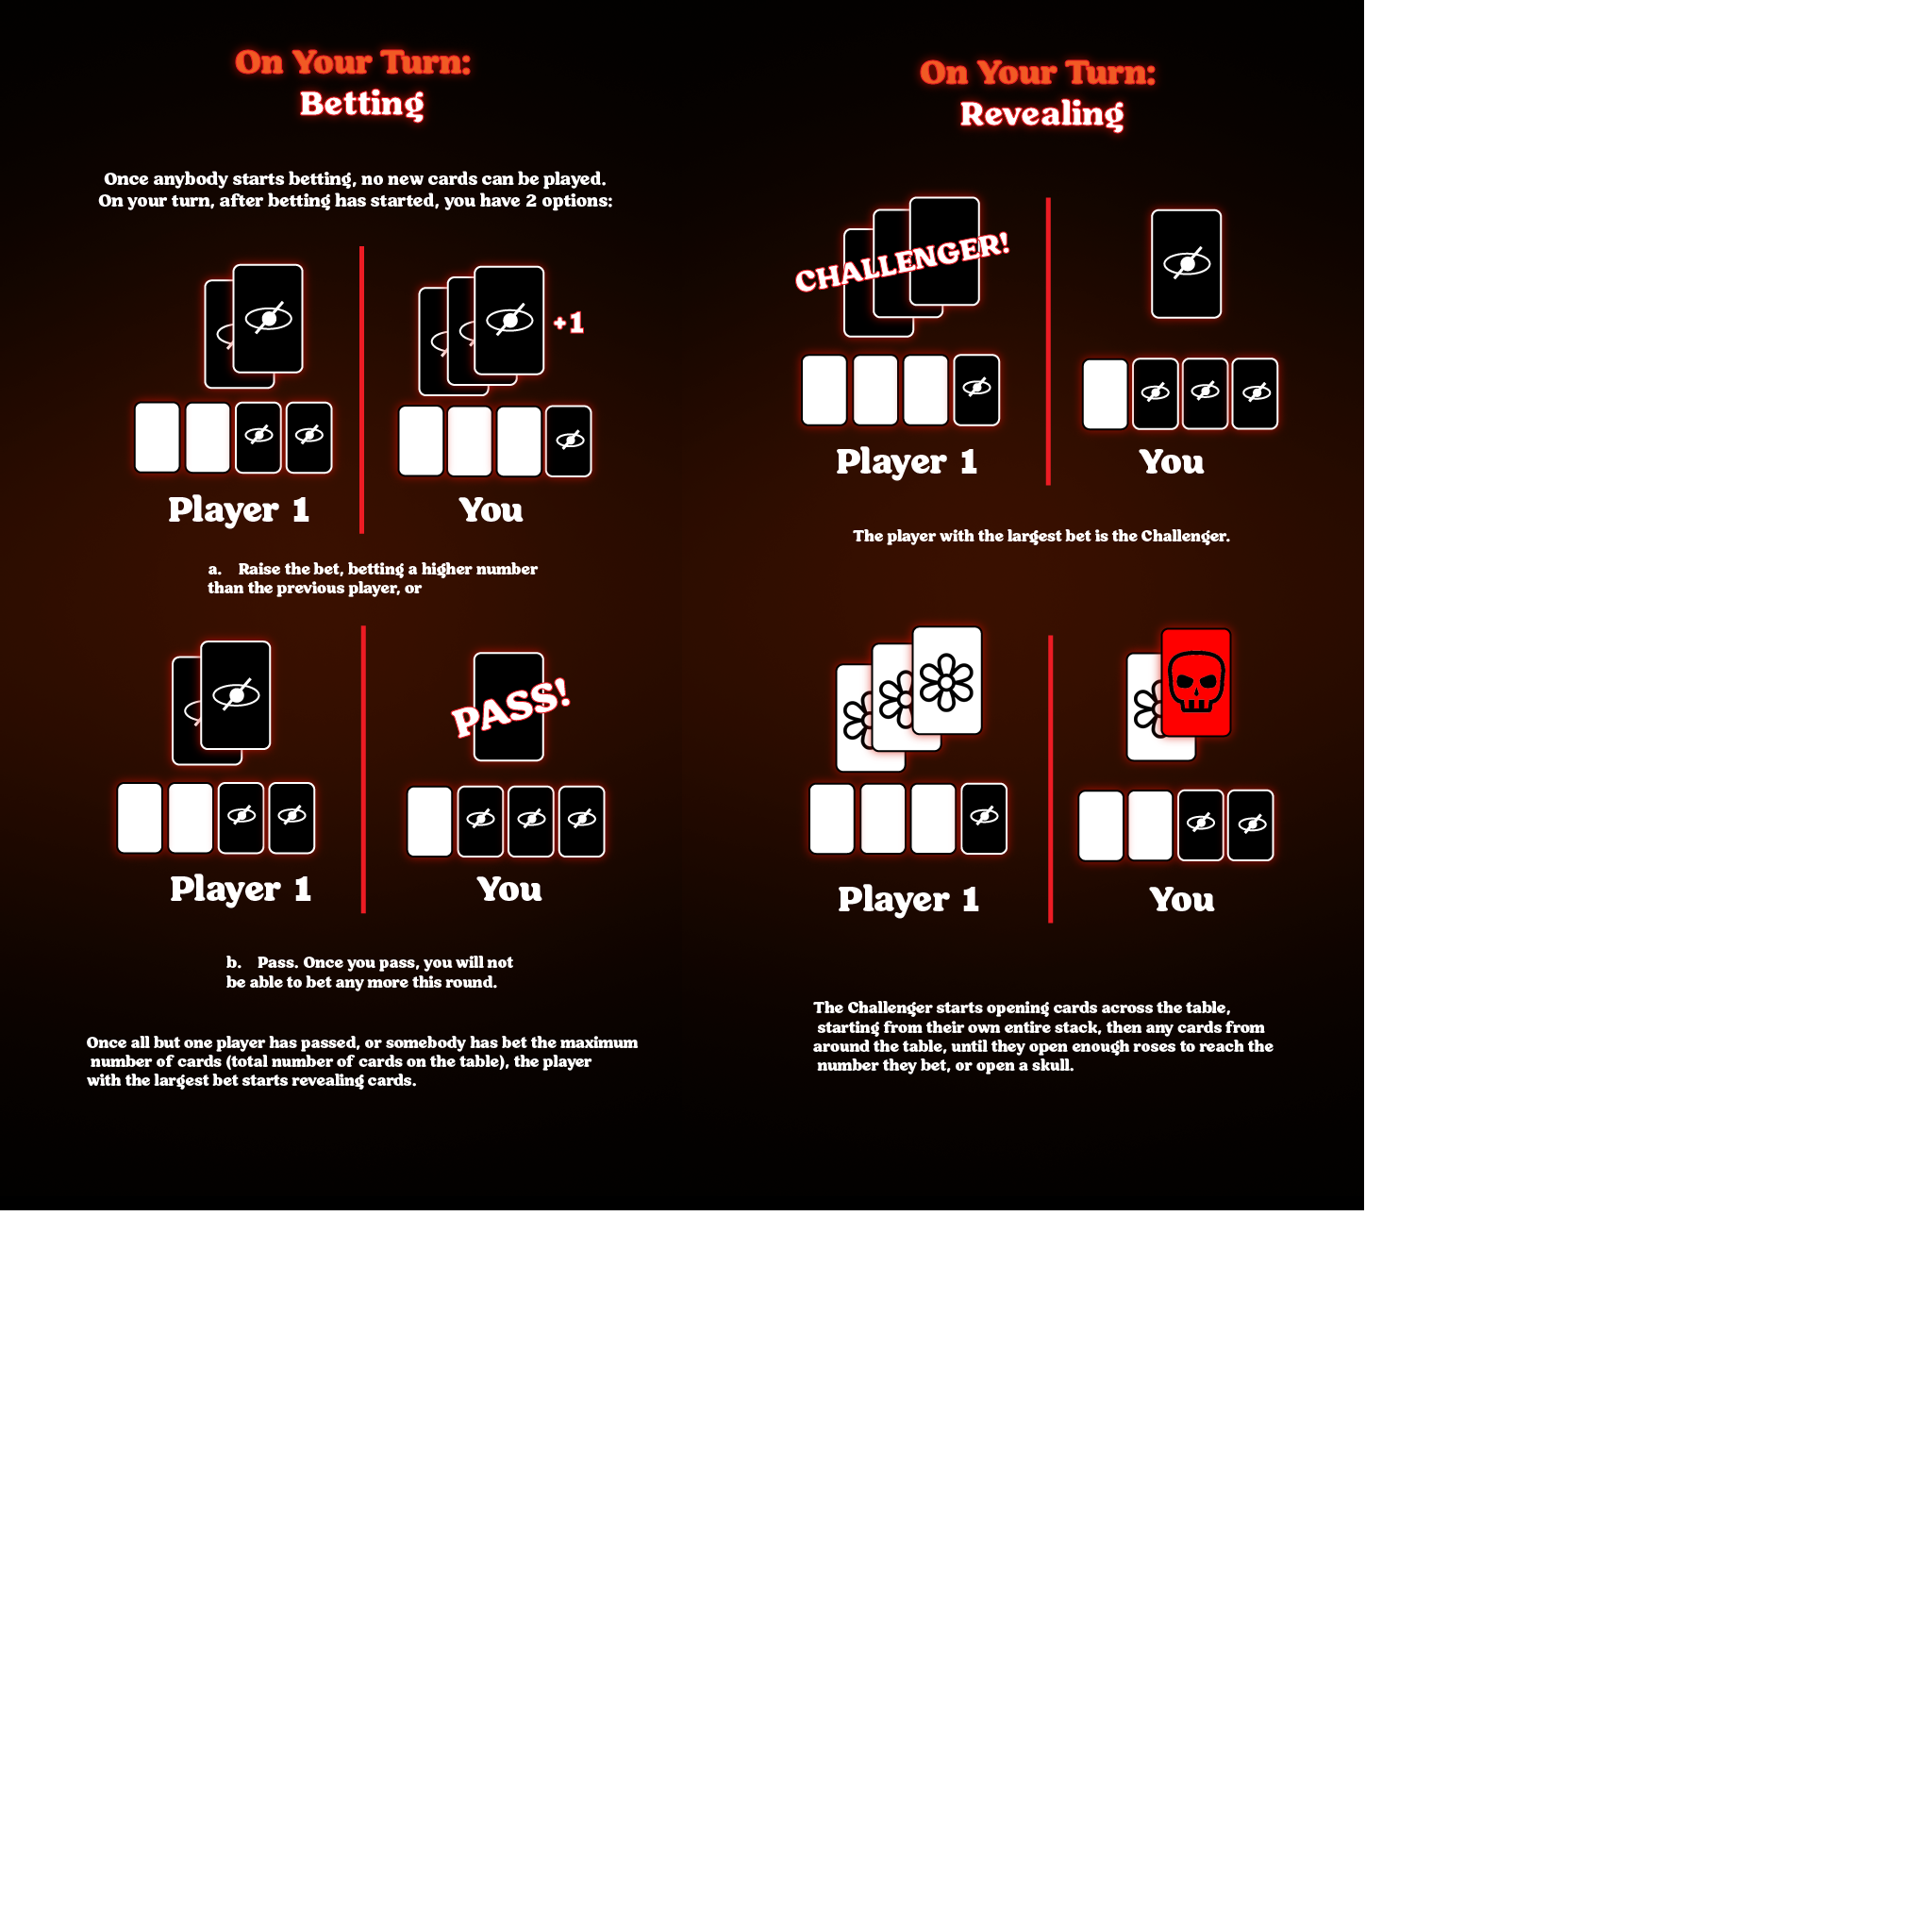 On Your Turn:
Betting
Once anybody starts betting, no new cards can be played.
On your turn, after betting has started, you have 2 options:
+1
Player 1
You
a. Raise the bet, betting a higher number
than the previous player, or
PASS!
Player 1
You
b. Pass. Once you pass, you will not
be able to bet any more this round.
Once all but one player has passed, or somebody has bet the maximum
number of cards (total number of cards on the table), the player
with the largest bet starts revealing cards.
On Your Turn:
Revealing
CHALLENGER!
Player 1
You
The player with the largest bet is the Challenger.
Player 1
You
The Challenger starts opening cards across the table,
starting from their own entire stack, then any cards from
around the table, until they open enough roses to reach the
number they bet, or open a skull.